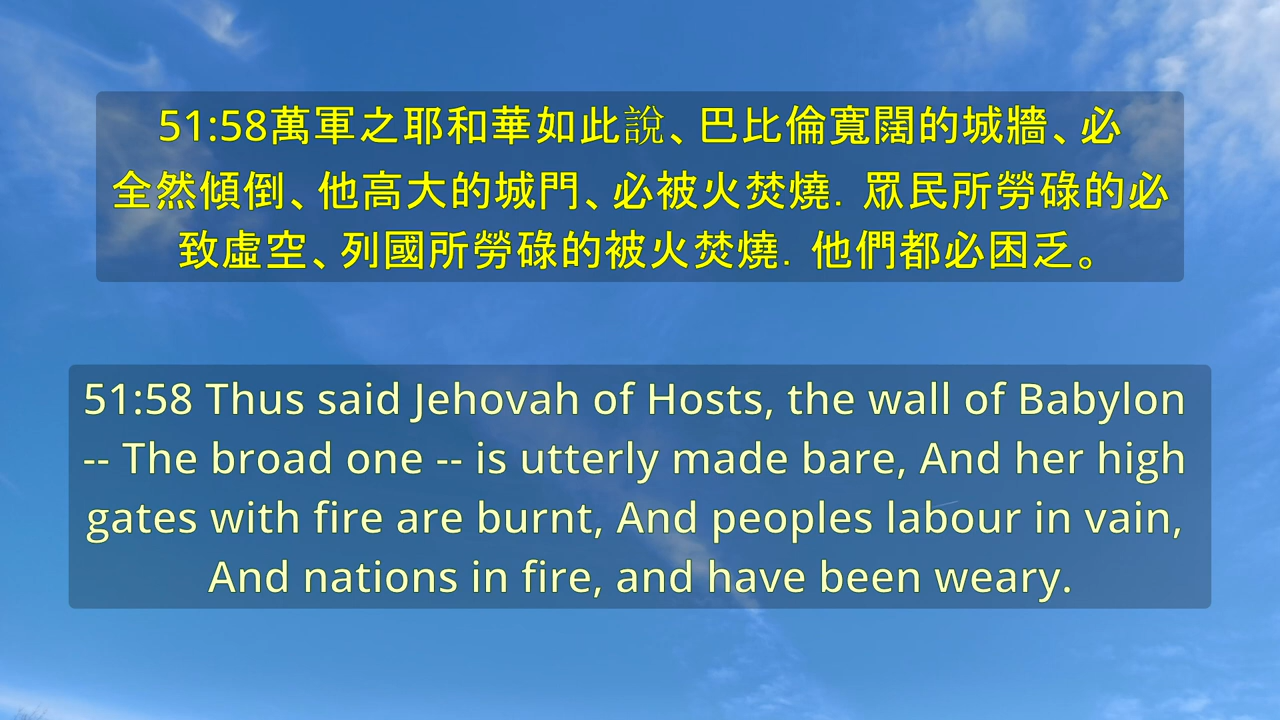 51:58萬軍之耶和華如此說、巴比倫寬闊的城牆、必
全然傾倒、他高大的城門、必被火焚燒．眾民所勞碌的必
致虛空、列國所勞碌的被火焚燒．他們都必困乏。
51:58 Thus said Jehovah of Hosts, the wall of Babylon
-- The broad one -- is utterly made bare, And her high
gates with fire are burnt, And peoples labour in vain,
And nations in fire, and have been weary.